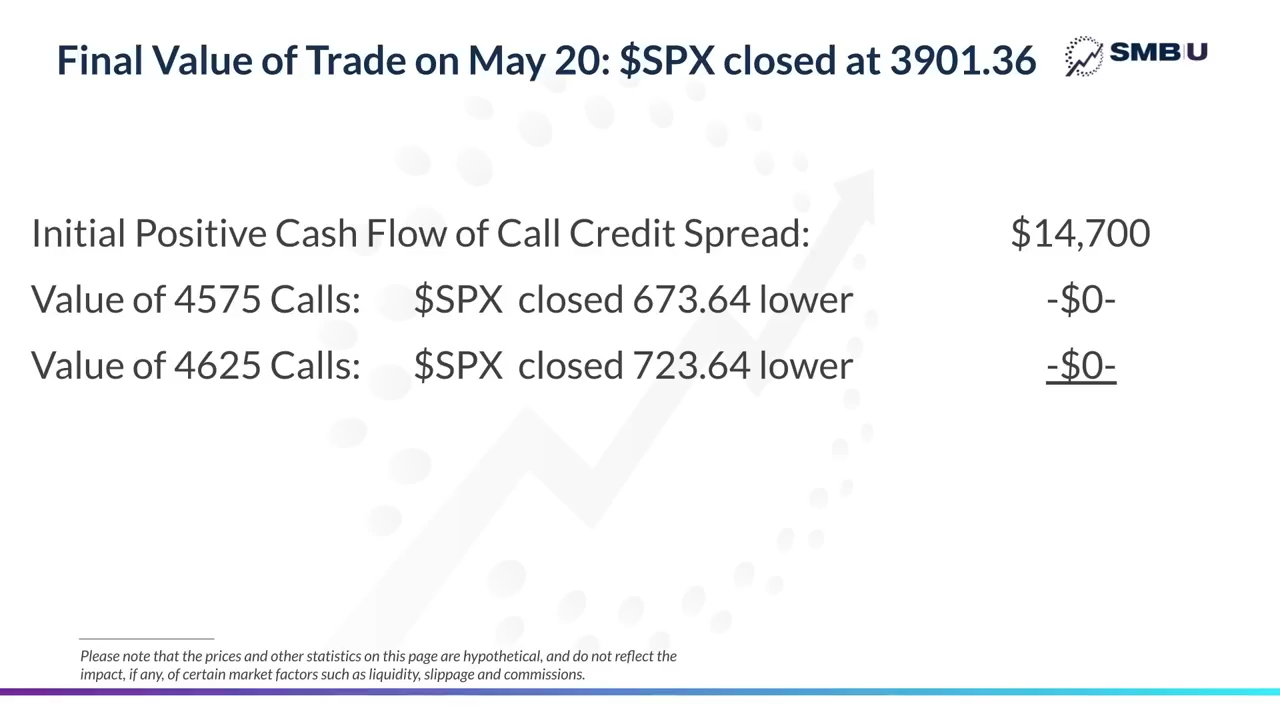 Final Value of Trade on May 20: $SPX closed at 3901.36
SMB U
Initial Positive Cash Flow of Call Credit Spread: $14,700
Value of 4575 Calls: $SPX closed 673.64 lower -$0-
Value of 4625 Calls: $SPX closed 723.64 lower -$0-
Please note that the prices and other statistics on this page are hypothetical, and do not reflect the
impact, if any, of certain market factors such as liquidity, slippage and commissions.